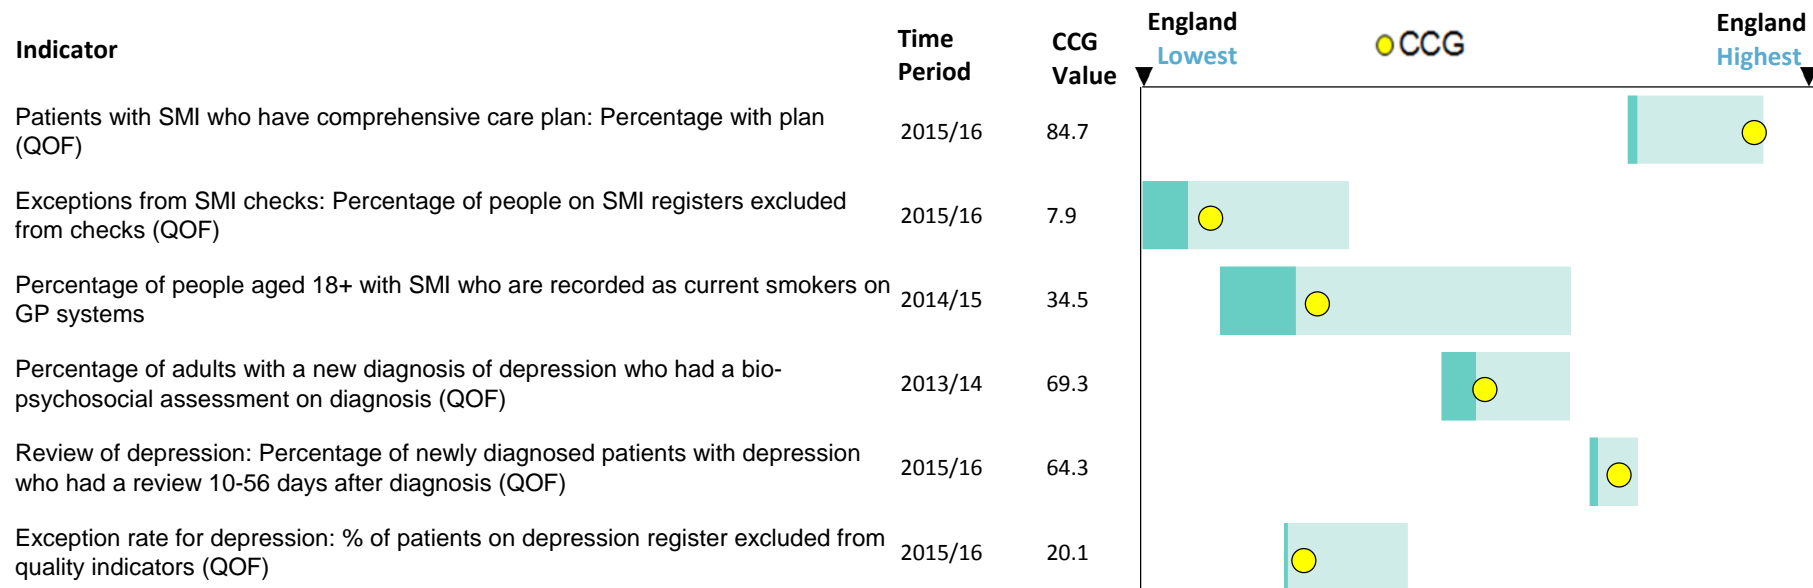 Indicator
Time
Period
CCG
Value
England
Lowest
CCG
England
Highest
Patients with SMI who have comprehensive care plan: Percentage with plan
(QOF)
2015/16
84.7
Exceptions from SMI checks: Percentage of people on SMI registers excluded
from checks (QOF)
2015/16
7.9
Percentage of people aged 18+ with SMI who are recorded as current smokers on
GP systems
2014/15
34.5
Percentage of adults with a new diagnosis of depression who had a bio-
psychosocial assessment on diagnosis (QOF)
2013/14
69.3
Review of depression: Percentage of newly diagnosed patients with depression
who had a review 10-56 days after diagnosis (QOF)
2015/16
64.3
Exception rate for depression: % of patients on depression register excluded from
quality indicators (QOF)
2015/16
20.1